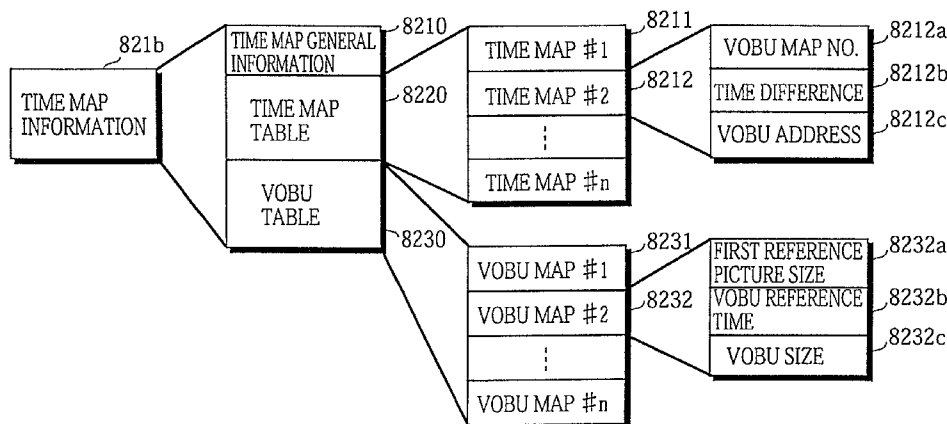 821b
TIME MAP
INFORMATION
8210
TIME MAP GENERAL
INFORMATION
8220
TIME MAP
TABLE
VOBU
TABLE
8230
8211
TIME MAP #1
8212
TIME MAP #2
TIME MAP #n
8212a
VOBU MAP NO.
8212b
TIME DIFFERENCE
8212c
VOBU ADDRESS
8231
VOBU MAP #1
8232
VOBU MAP #2
VOBU MAP #n
8232a
FIRST REFERENCE
PICTURE SIZE
8232b
VOBU REFERENCE
TIME
8232c
VOBU SIZE